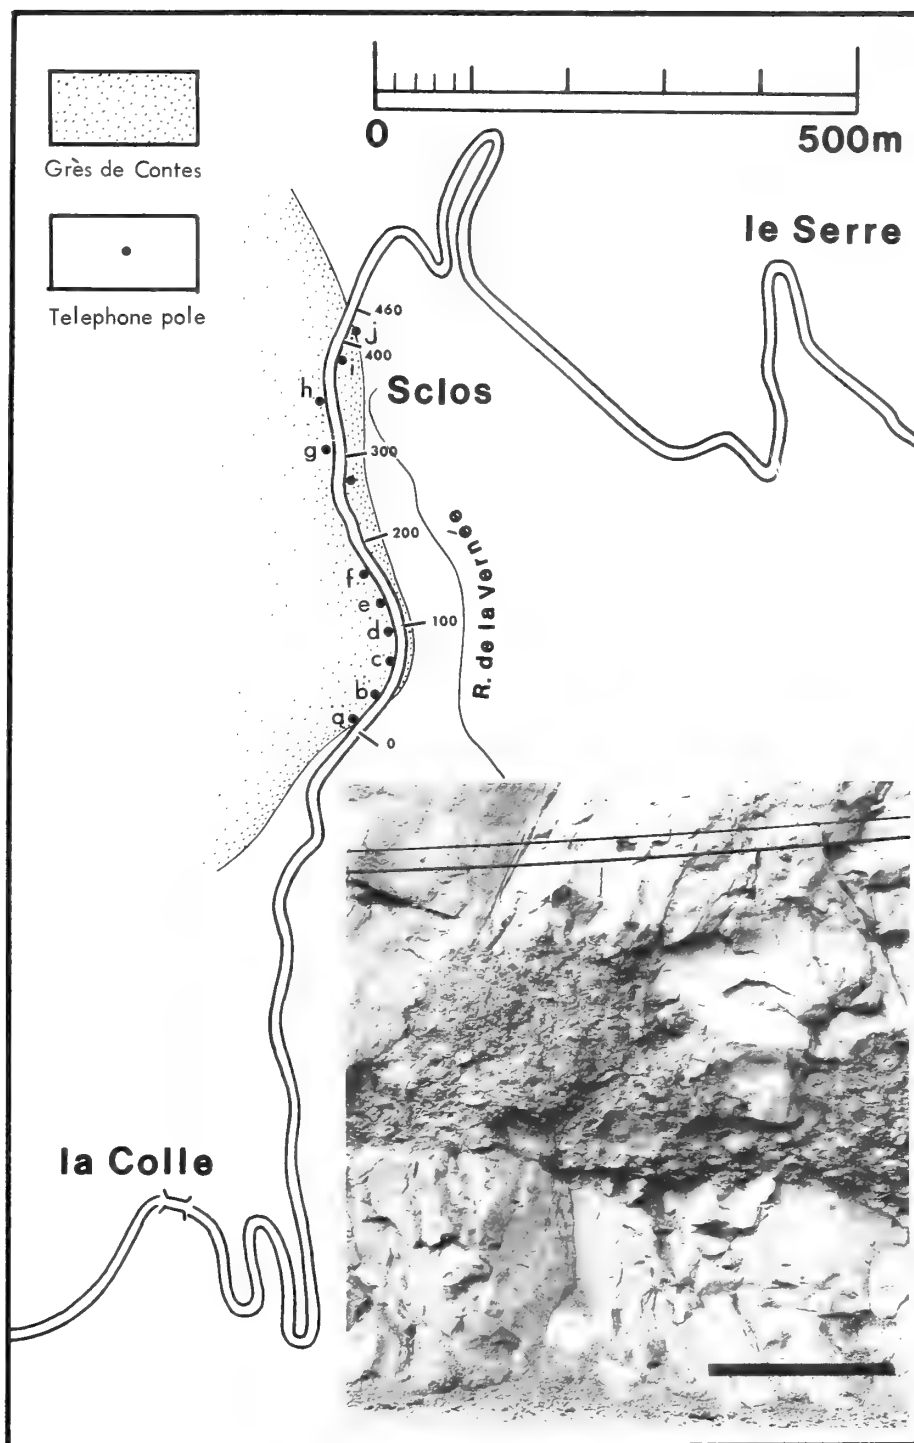 0
500m
Grès de Contes
Telephone pole
le Serre
460
j
400
i
h
Sclos
g
300
200
R. de la Vernée
f
e
100
d
c
b
a
0
la Colle